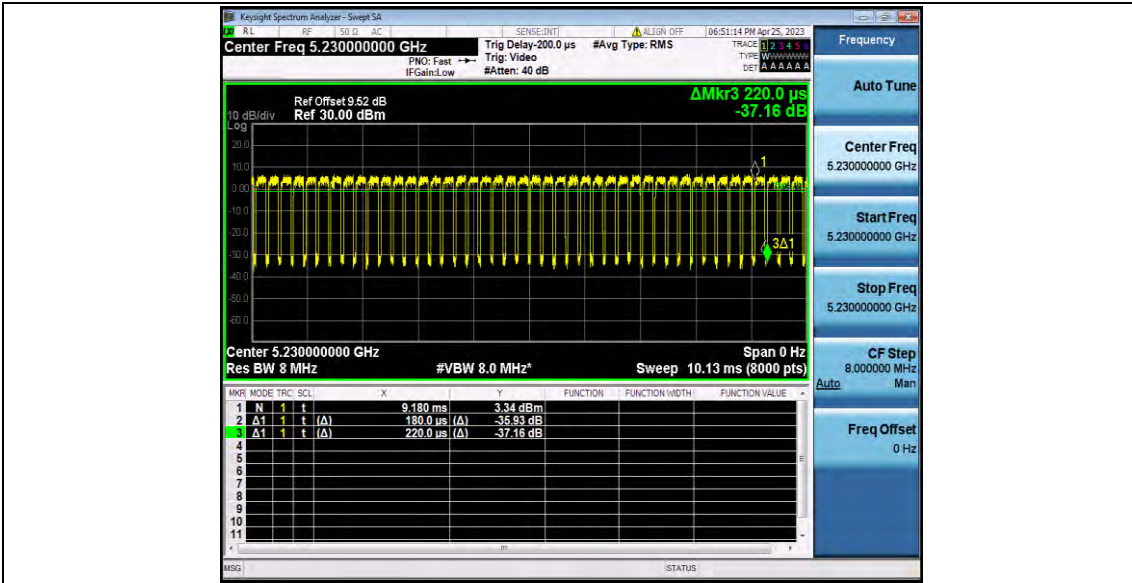 Keysight Spectrum Analyzer - Swept SA
RL RF 50 Ω AC SENSE:INT ALIGN OFF 06:51:14 PM Apr 25, 2023
Center Freq 5.230000000 GHz
PNO: Fast
IFGain:Low
Trig Delay-200.0 µs
Trig: Video
#Atten: 40 dB
#Avg Type: RMS
TRACE 1 2 3 4 5 6
TYPE W
DET A A A A A A
Frequency
ΔMkr3 220.0 µs
-37.16 dB
Ref Offset 9.52 dB
10 dB/div Ref 30.00 dBm
Log
20.0
10.0
0.00
-10.0
-20.0
-30.0
-40.0
-50.0
-60.0
1
3Δ1
Center 5.230000000 GHz Span 0 Hz
Res BW 8 MHz #VBW 8.0 MHz* Sweep 10.13 ms (8000 pts)
MKR MODE TRC SCL X Y FUNCTION FUNCTION WIDTH FUNCTION VALUE
1 N 1 t 9.180 ms 3.34 dBm
2 Δ1 1 t (Δ) 180.0 µs (Δ) -35.93 dB
3 Δ1 1 t (Δ) 220.0 µs (Δ) -37.16 dB
4
5
6
7
8
9
10
11
MSG STATUS
Auto Tune
Center Freq
5.230000000 GHz
Start Freq
5.230000000 GHz
Stop Freq
5.230000000 GHz
CF Step
8.000000 MHz
Auto Man
Freq Offset
0 Hz